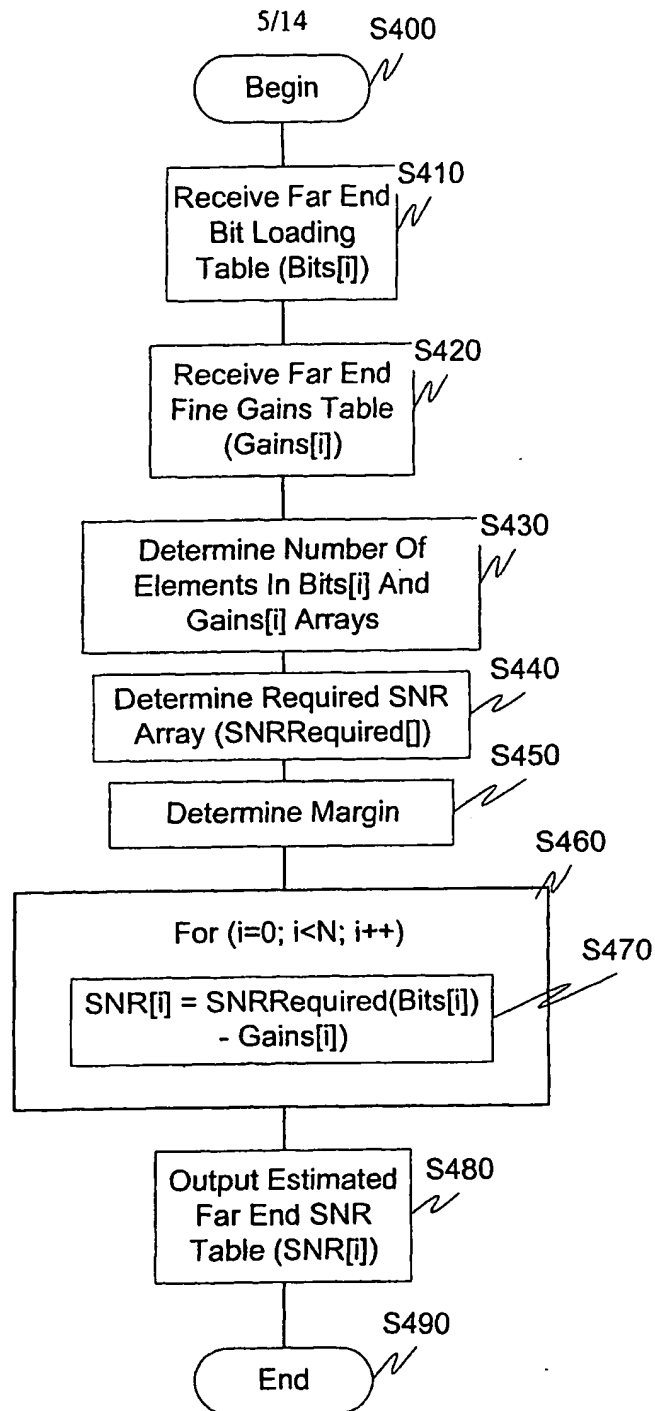 5/14
S400
Begin
S410
Receive Far End
Bit Loading
Table (Bits[i])
S420
Receive Far End
Fine Gains Table
(Gains[i])
S430
Determine Number Of
Elements In Bits[i] And
Gains[i] Arrays
S440
Determine Required SNR
Array (SNRRequired[])
S450
Determine Margin
S460
For (i=0; i<N; i++)
S470
SNR[i] = SNRRequired(Bits[i])
- Gains[i])
S480
Output Estimated
Far End SNR
Table (SNR[i])
S490
End